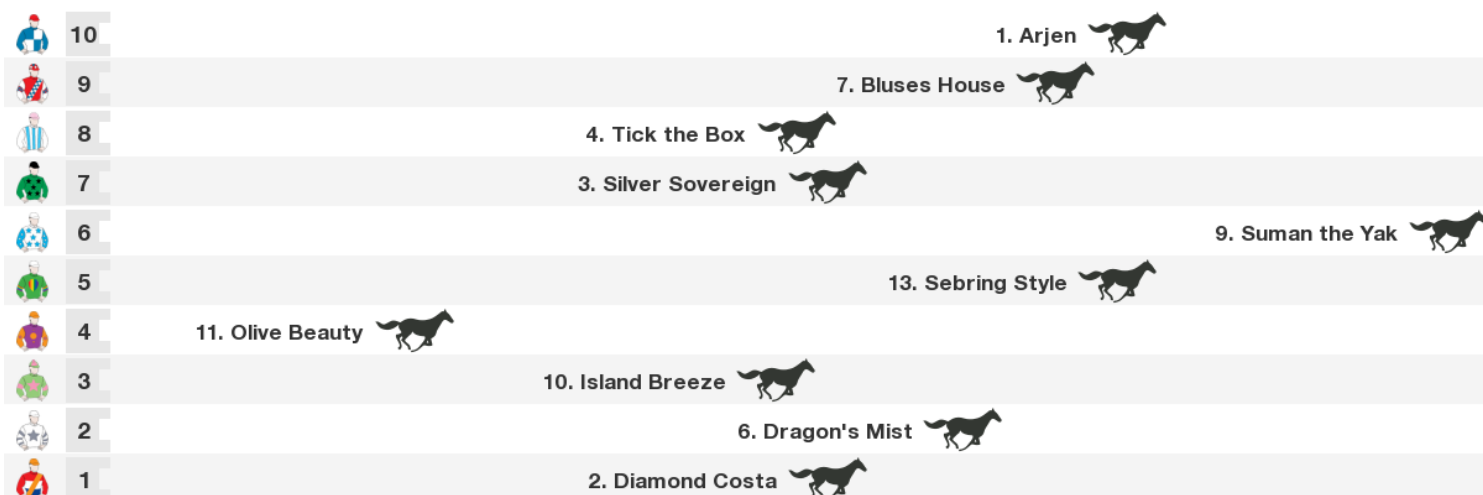 10 1. Arjen
9 7. Bluses House
8 4. Tick the Box
7 3. Silver Sovereign
6 9. Suman the Yak
5 13. Sebring Style
4 11. Olive Beauty
3 10. Island Breeze
2 6. Dragon's Mist
1 2. Diamond Costa